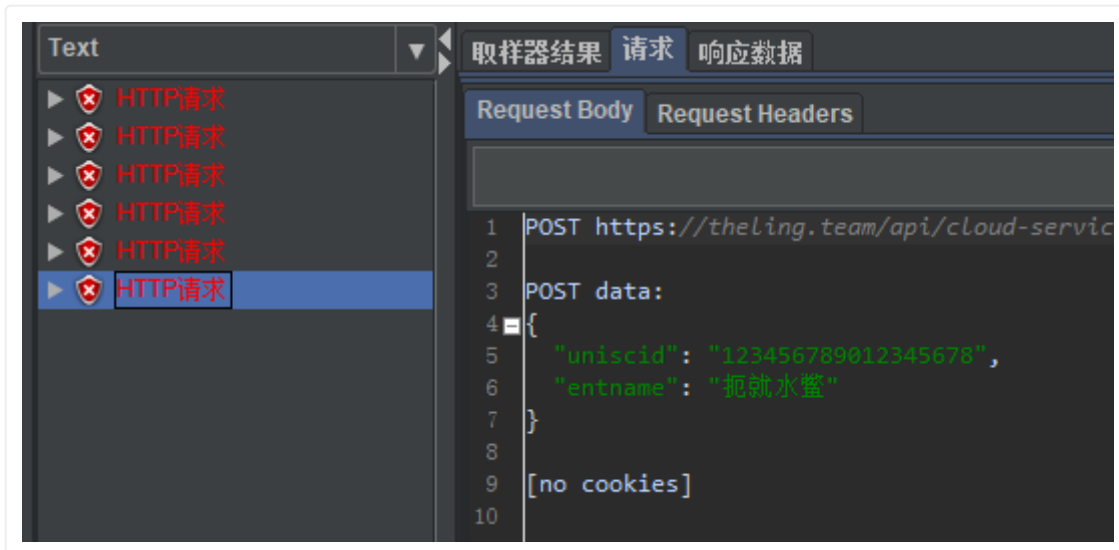 Text
HTTP请求
HTTP请求
HTTP请求
HTTP请求
HTTP请求
HTTP请求
取样器结果 请求 响应数据
Request Body Request Headers
1 POST https://theling.team/api/cloud-servic
2
3 POST data:
4 {
5 "uniscid": "123456789012345678",
6 "entname": "扼就水蹩"
7 }
8
9 [no cookies]
10